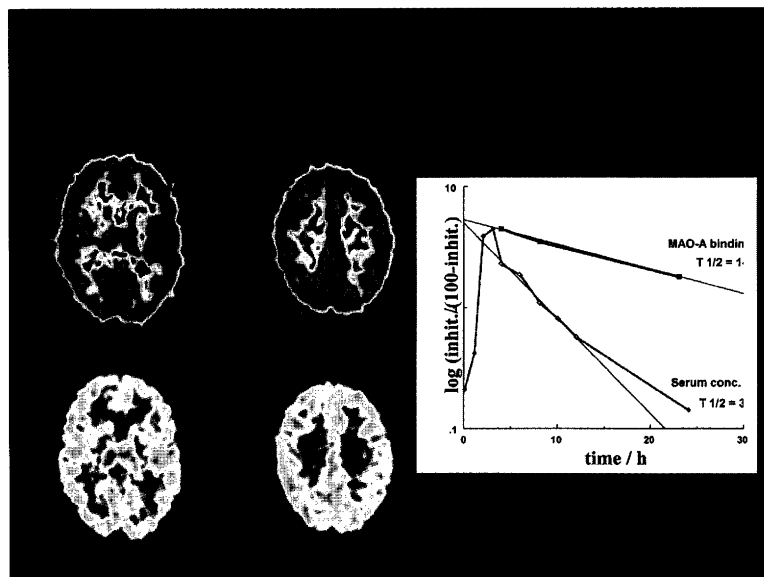 10
log (inhit./(100-inhit.)
MAO-A bindin
T 1/2 = 1
Serum conc.
T 1/2 = 3
.1
0
10
20
30
time / h